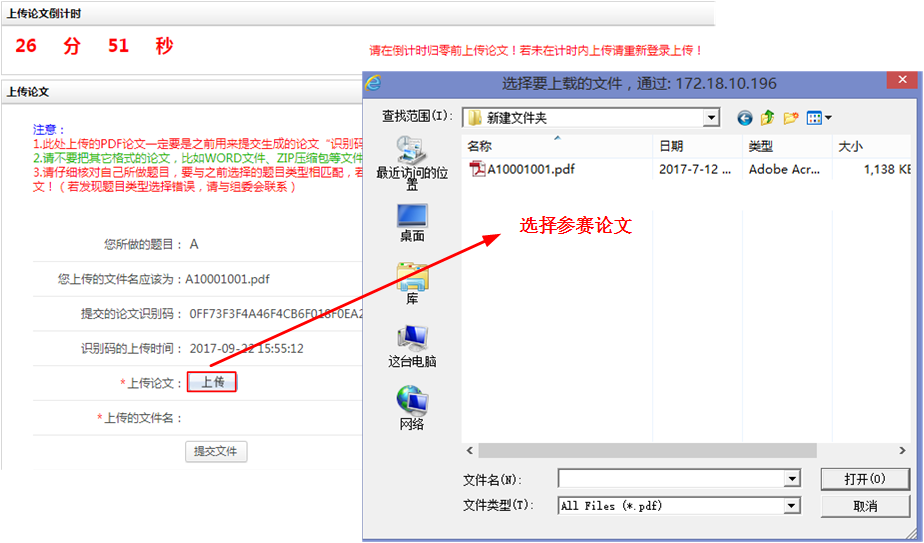 上传论文倒计时
26 分 51 秒
请在倒计时归零前上传论文！若未在计时内上传请重新登录上传！
上传论文
注意：
1.此处上传的PDF论文一定要是之前用来提交生成的论文“识别码
2.请不要把其它格式的论文，比如WORD文件、ZIP压缩包等文件
3.请仔细核对自己所做题目，要与之前选择的题目类型相匹配，若
文！（若发现题目类型选择错误，请与组委会联系）
您所做的题目： A
您上传的文件名应该为：A10001001.pdf
提交的论文识别码： 0FF73F3F4A46F4CB6F018F0EA2
识别码的上传时间： 2017-09-22 15:55:12
*上传论文： 上传
*上传的文件名：
提交文件
选择要上载的文件，通过: 172.18.10.196
查找范围(I): 新建文件夹
名称 日期 类型 大小
A10001001.pdf 2017-7-12 ... Adobe Acr... 1,138 KB
最近访问的位
置
桌面
库
这台电脑
网络
选择参赛论文
文件名(N): 打开(O)
文件类型(T): All Files (*.pdf) 取消